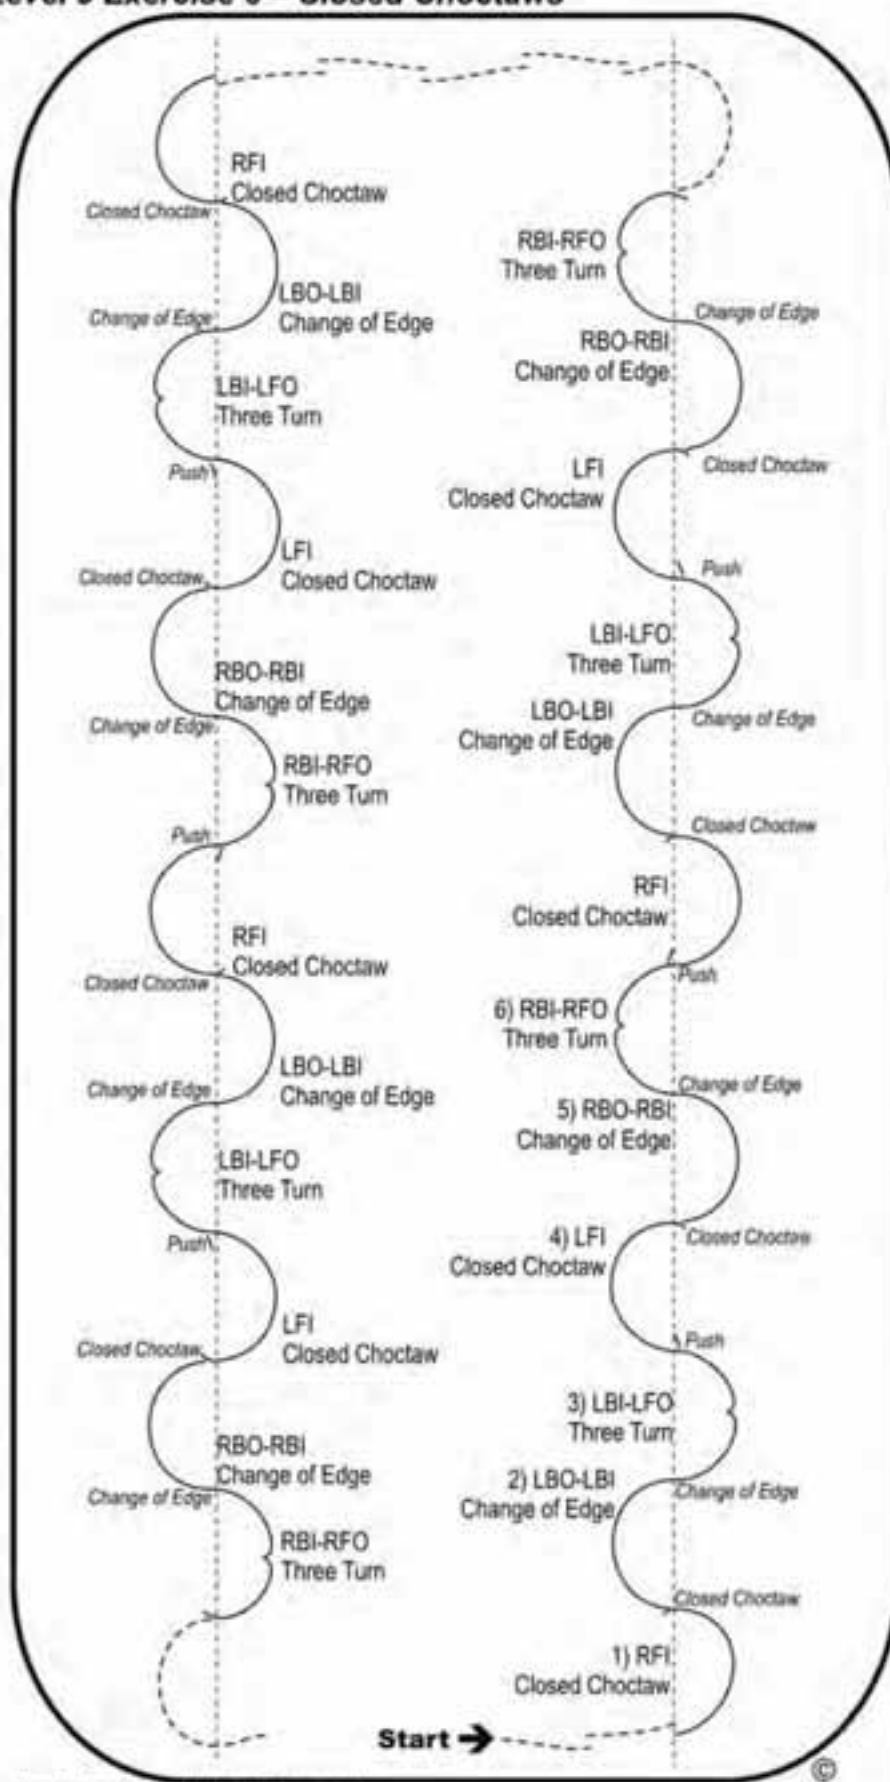 Exercise
Closed Choctaws
RFI
Closed Choctaw
Closed Choctaw
LBO-LBI
Change of Edge
Change of Edge
LBI-LFO
Three Turn
Push
LFI
Closed Choctaw
Closed Choctaw
RBO-RBI
Change of Edge
Change of Edge
RBI-RFO
Three Turn
Push
RFI
Closed Choctaw
Closed Choctaw
LBO-LBI
Change of Edge
Change of Edge
LBI-LFO
Three Turn
Push
LFI
Closed Choctaw
Closed Choctaw
RBO-RBI
Change of Edge
Change of Edge
RBI-RFO
Three Turn
RBI-RFO
Three Turn
Change of Edge
RBO-RBI
Change of Edge
Closed Choctaw
LFI
Closed Choctaw
Push
LBI-LFO
Three Turn
LBO-LBI
Change of Edge
Change of Edge
Closed Choctaw
RFI
Closed Choctaw
Push
6) RBI-RFO
Three Turn
Change of Edge
5) RBO-RBI
Change of Edge
4) LFI
Closed Choctaw
Closed Choctaw
Push
3) LBI-LFO
Three Turn
2) LBO-LBI
Change of Edge
Change of Edge
Closed Choctaw
1) RFI
Closed Choctaw
Start →
©